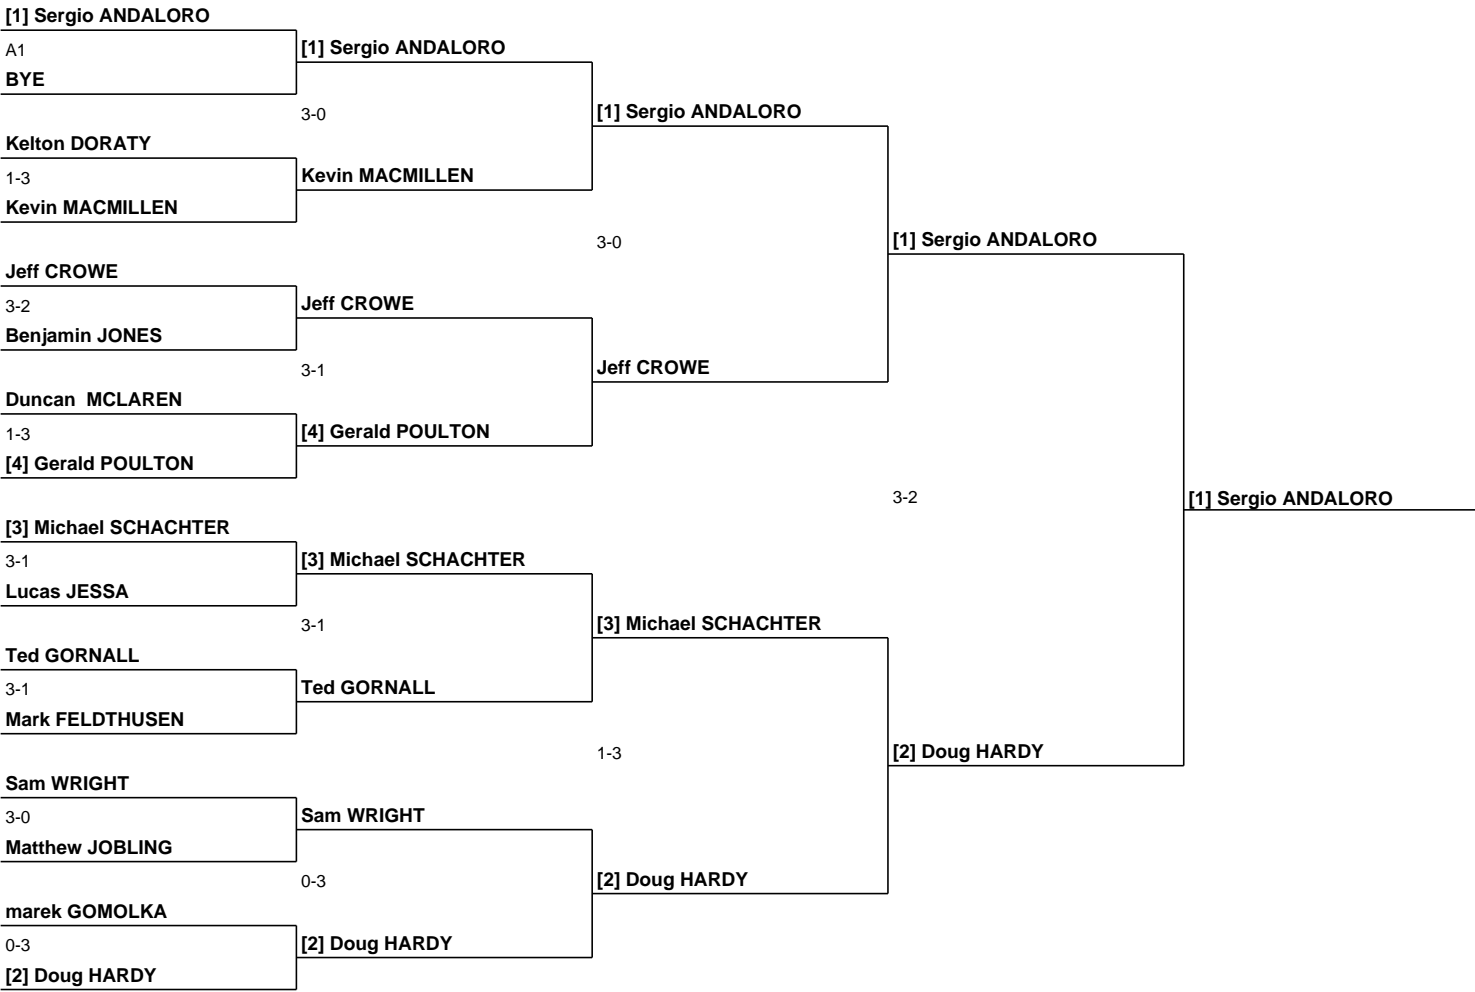 [1] Sergio ANDALORO
A1
BYE
[1] Sergio ANDALORO
3-0
[1] Sergio ANDALORO
Kelton DORATY
1-3
Kevin MACMILLEN
Kevin MACMILLEN
3-0
[1] Sergio ANDALORO
Jeff CROWE
3-2
Benjamin JONES
Jeff CROWE
3-1
Jeff CROWE
Duncan  MCLAREN
1-3
[4] Gerald POULTON
[4] Gerald POULTON
3-2
[1] Sergio ANDALORO
[3] Michael SCHACHTER
3-1
Lucas JESSA
[3] Michael SCHACHTER
3-1
[3] Michael SCHACHTER
Ted GORNALL
3-1
Mark FELDTHUSEN
Ted GORNALL
1-3
[2] Doug HARDY
Sam WRIGHT
3-0
Matthew JOBLING
Sam WRIGHT
0-3
[2] Doug HARDY
marek GOMOLKA
0-3
[2] Doug HARDY
[2] Doug HARDY